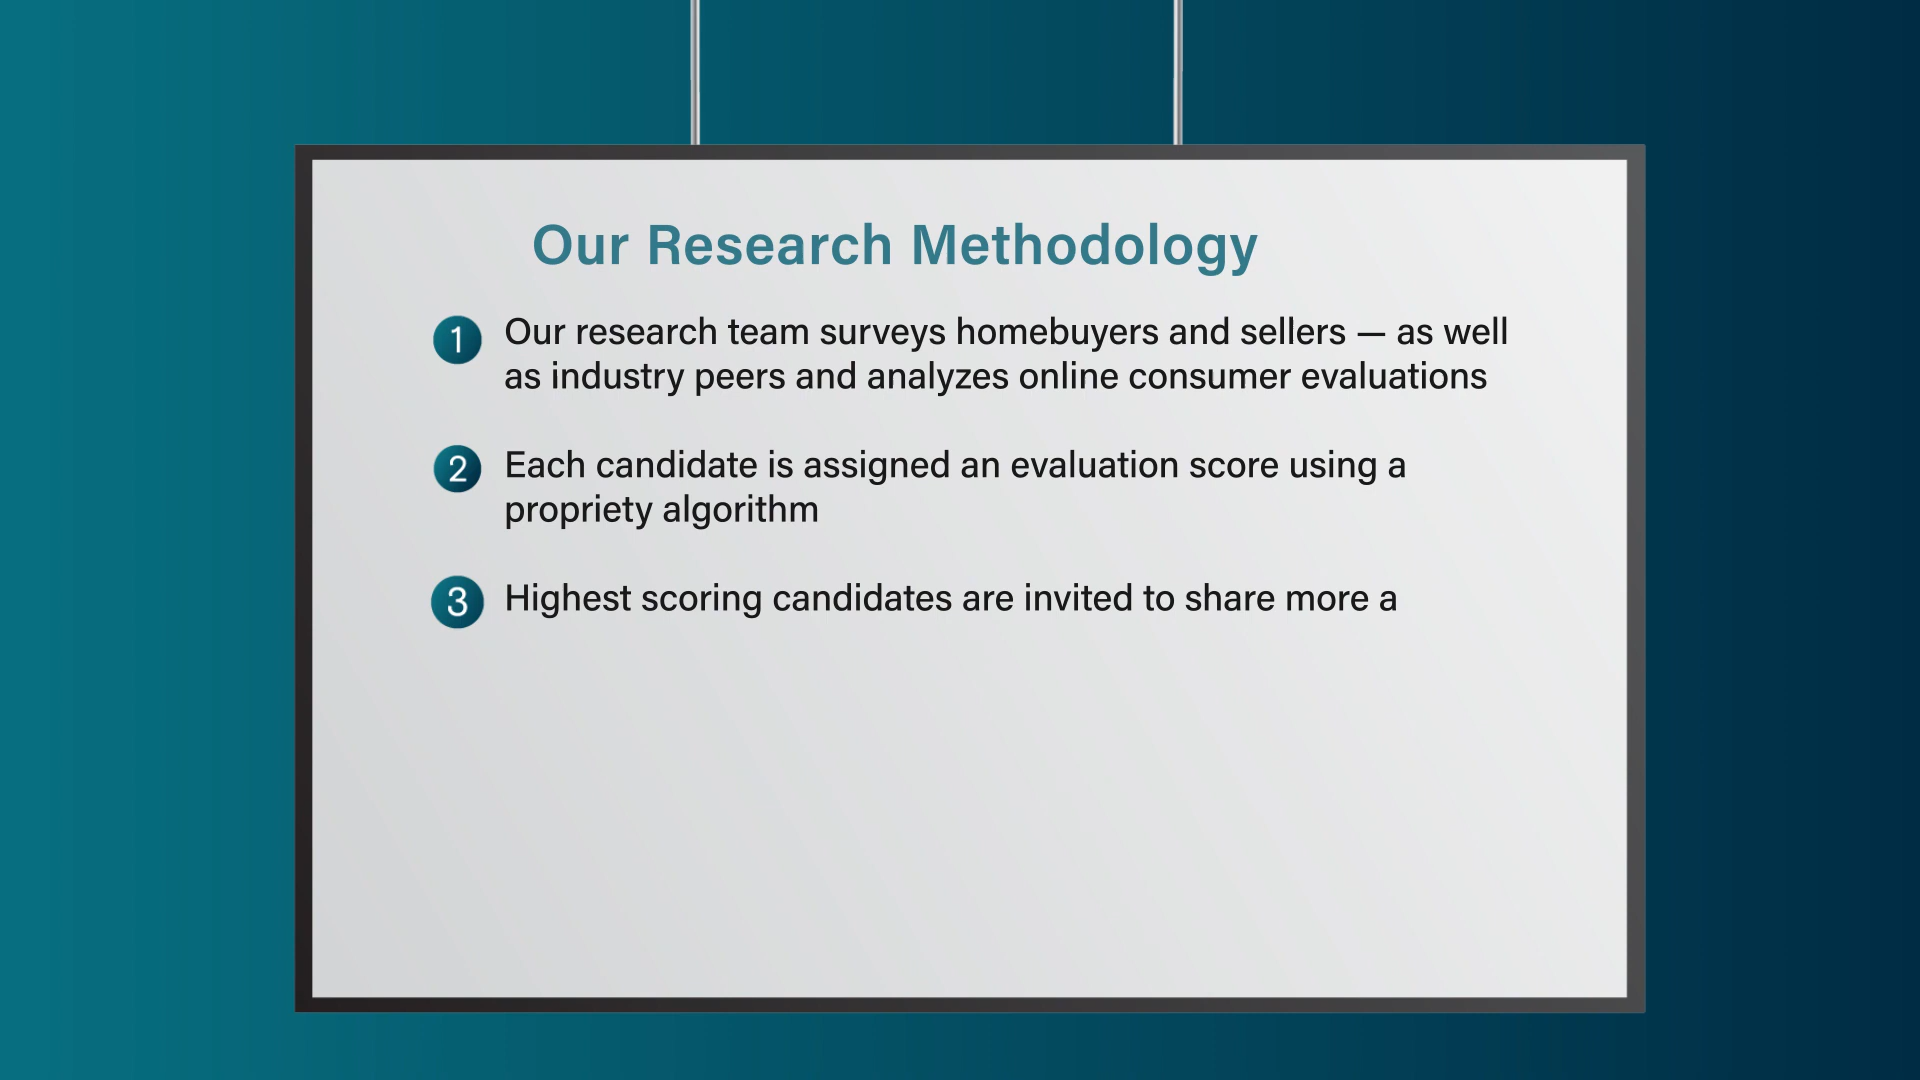 Our Research Methodology
1 Our research team surveys homebuyers and sellers — as well
as industry peers and analyzes online consumer evaluations
2 Each candidate is assigned an evaluation score using a
propriety algorithm
3 Highest scoring candidates are invited to share more a